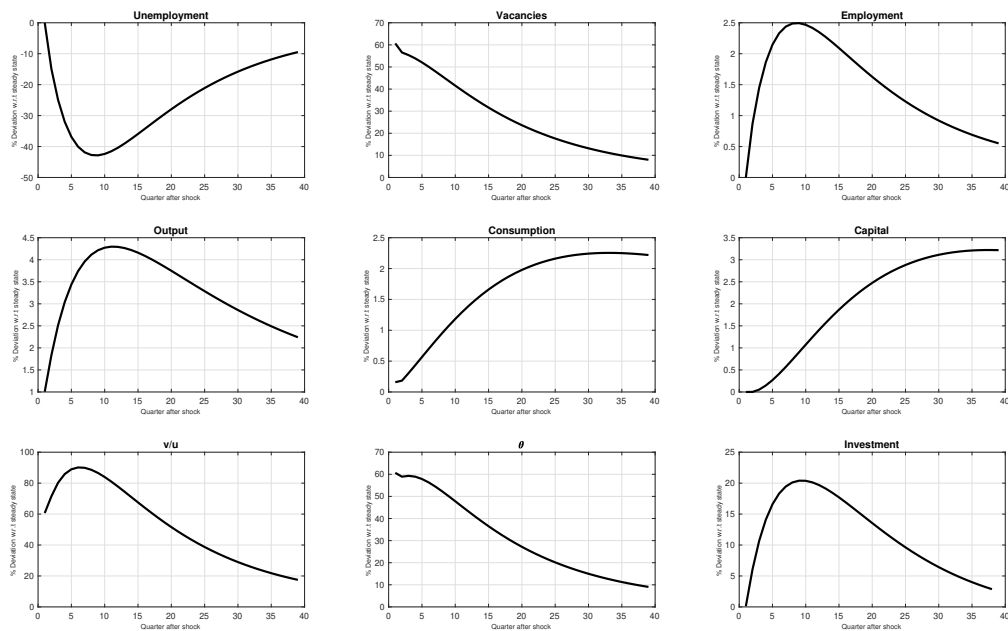 Unemployment
% Deviation w.r.t steady state
0
-10
-20
-30
-40
-50
0 5 10 15 20 25 30 35 40
Quarter after shock
Vacancies
% Deviation w.r.t steady state
70
60
50
40
30
20
10
0
0 5 10 15 20 25 30 35 40
Quarter after shock
Employment
% Deviation w.r.t steady state
2.5
2
1.5
1
0.5
0
0 5 10 15 20 25 30 35 40
Quarter after shock
Output
% Deviation w.r.t steady state
4.5
4
3.5
3
2.5
2
1.5
1
0 5 10 15 20 25 30 35 40
Quarter after shock
Consumption
% Deviation w.r.t steady state
2.5
2
1.5
1
0.5
0
0 5 10 15 20 25 30 35 40
Quarter after shock
Capital
% Deviation w.r.t steady state
3.5
3
2.5
2
1.5
1
0.5
0
0 5 10 15 20 25 30 35 40
Quarter after shock
v/u
% Deviation w.r.t steady state
100
80
60
40
20
0
0 5 10 15 20 25 30 35 40
Quarter after shock
θ
% Deviation w.r.t steady state
70
60
50
40
30
20
10
0
0 5 10 15 20 25 30 35 40
Quarter after shock
Investment
% Deviation w.r.t steady state
25
20
15
10
5
0
0 5 10 15 20 25 30 35 40
Quarter after shock